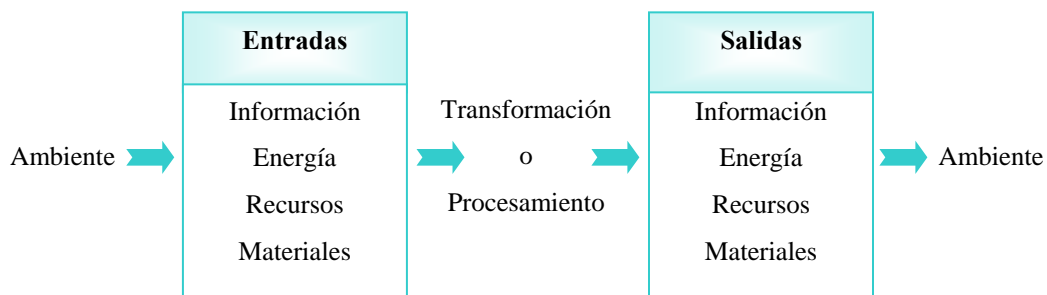 Ambiente
Entradas
Información
Energía
Recursos
Materiales
Transformación
o
Procesamiento
Salidas
Información
Energía
Recursos
Materiales
Ambiente